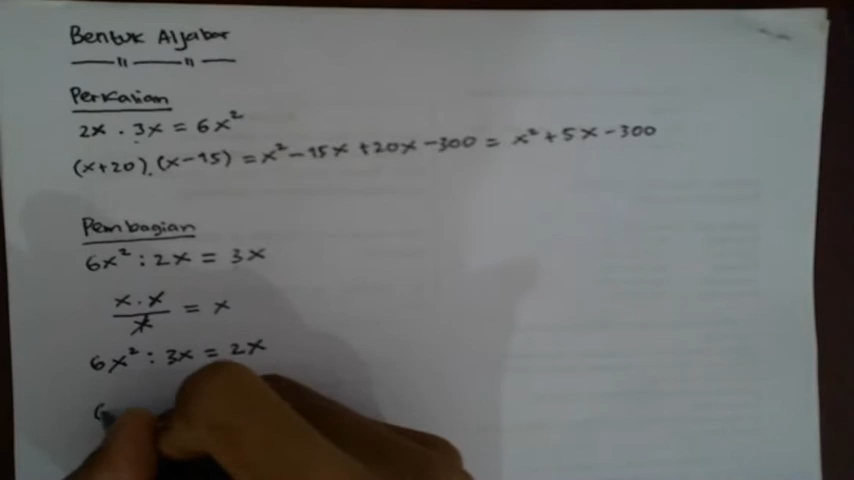 Bentuk Aljabar
Perkalian
2x . 3x = 6x²
(x+20) . (x-15) = x² - 15x + 20x - 300 = x² + 5x - 300
Pembagian
6x² : 2x = 3x
x . x
/ x = x
6x² : 3x = 2x